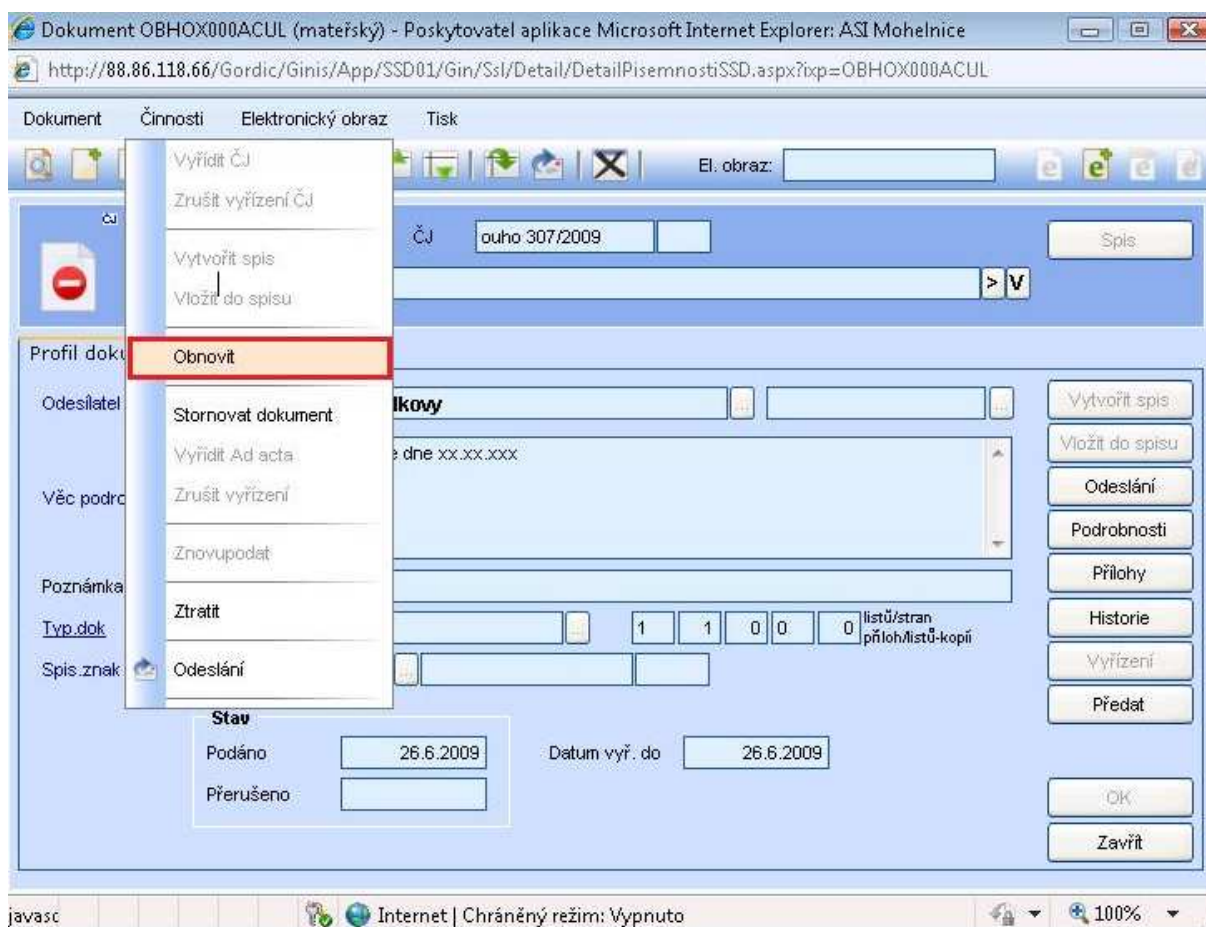 Dokument OBHOX000ACUL (mateřský) - Poskytovatel aplikace Microsoft Internet Explorer: ASI Mohelnice
http://88.86.118.66/Gordic/Ginis/App/SSD01/Gin/Ssl/Detail/DetailPisemnostiSSD.aspx?ixp=OBHOX000ACUL
Dokument Činnosti Elektronický obraz Tisk
El. obraz:
Vyřídit ČJ
Zrušit vyřízení ČJ
Vytvořit spis
Vložit do spisu
Obnovit
Stornovat dokument
Vyřídit Ad acta
Zrušit vyřízení
Znovupodat
Ztratit
Odeslání
ČJ
ČJ ouho 307/2009
Spis
> V
Profil doku
Odesílatel lkovy ... ...
Věc podro e dne xx.xx.xxx
Poznámka
Typ.dok ... 1 1 0 0 0 listů/stran
příloh/listů-kopií
Spis.znak ...
Vytvořit spis
Vložit do spisu
Odeslání
Podrobnosti
Přílohy
Historie
Vyřízení
Předat
Stav
Podáno 26.6.2009 Datum vyř. do 26.6.2009
Přerušeno
OK
Zavřít
javasc Internet | Chráněný režim: Vypnuto 100%